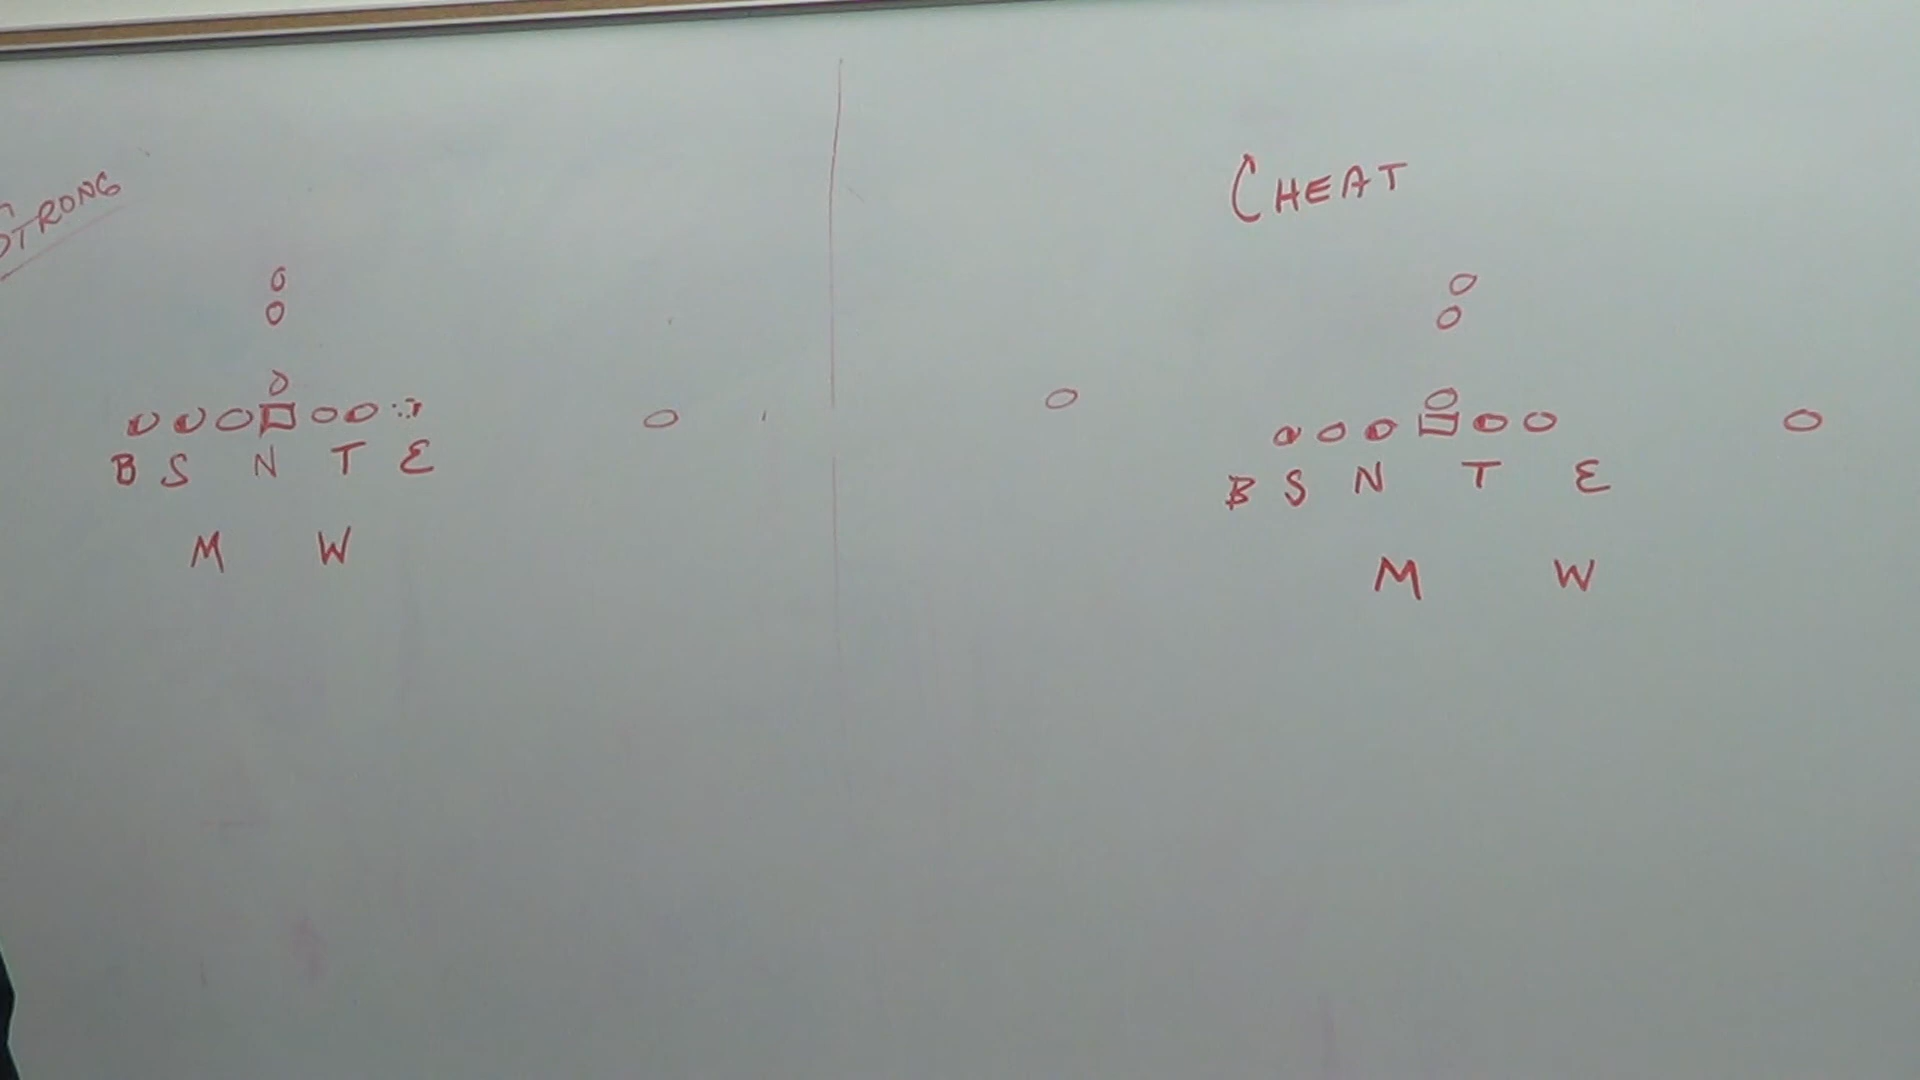 STRONG
B S N T E
M W
CHEAT
B S N T E
M W